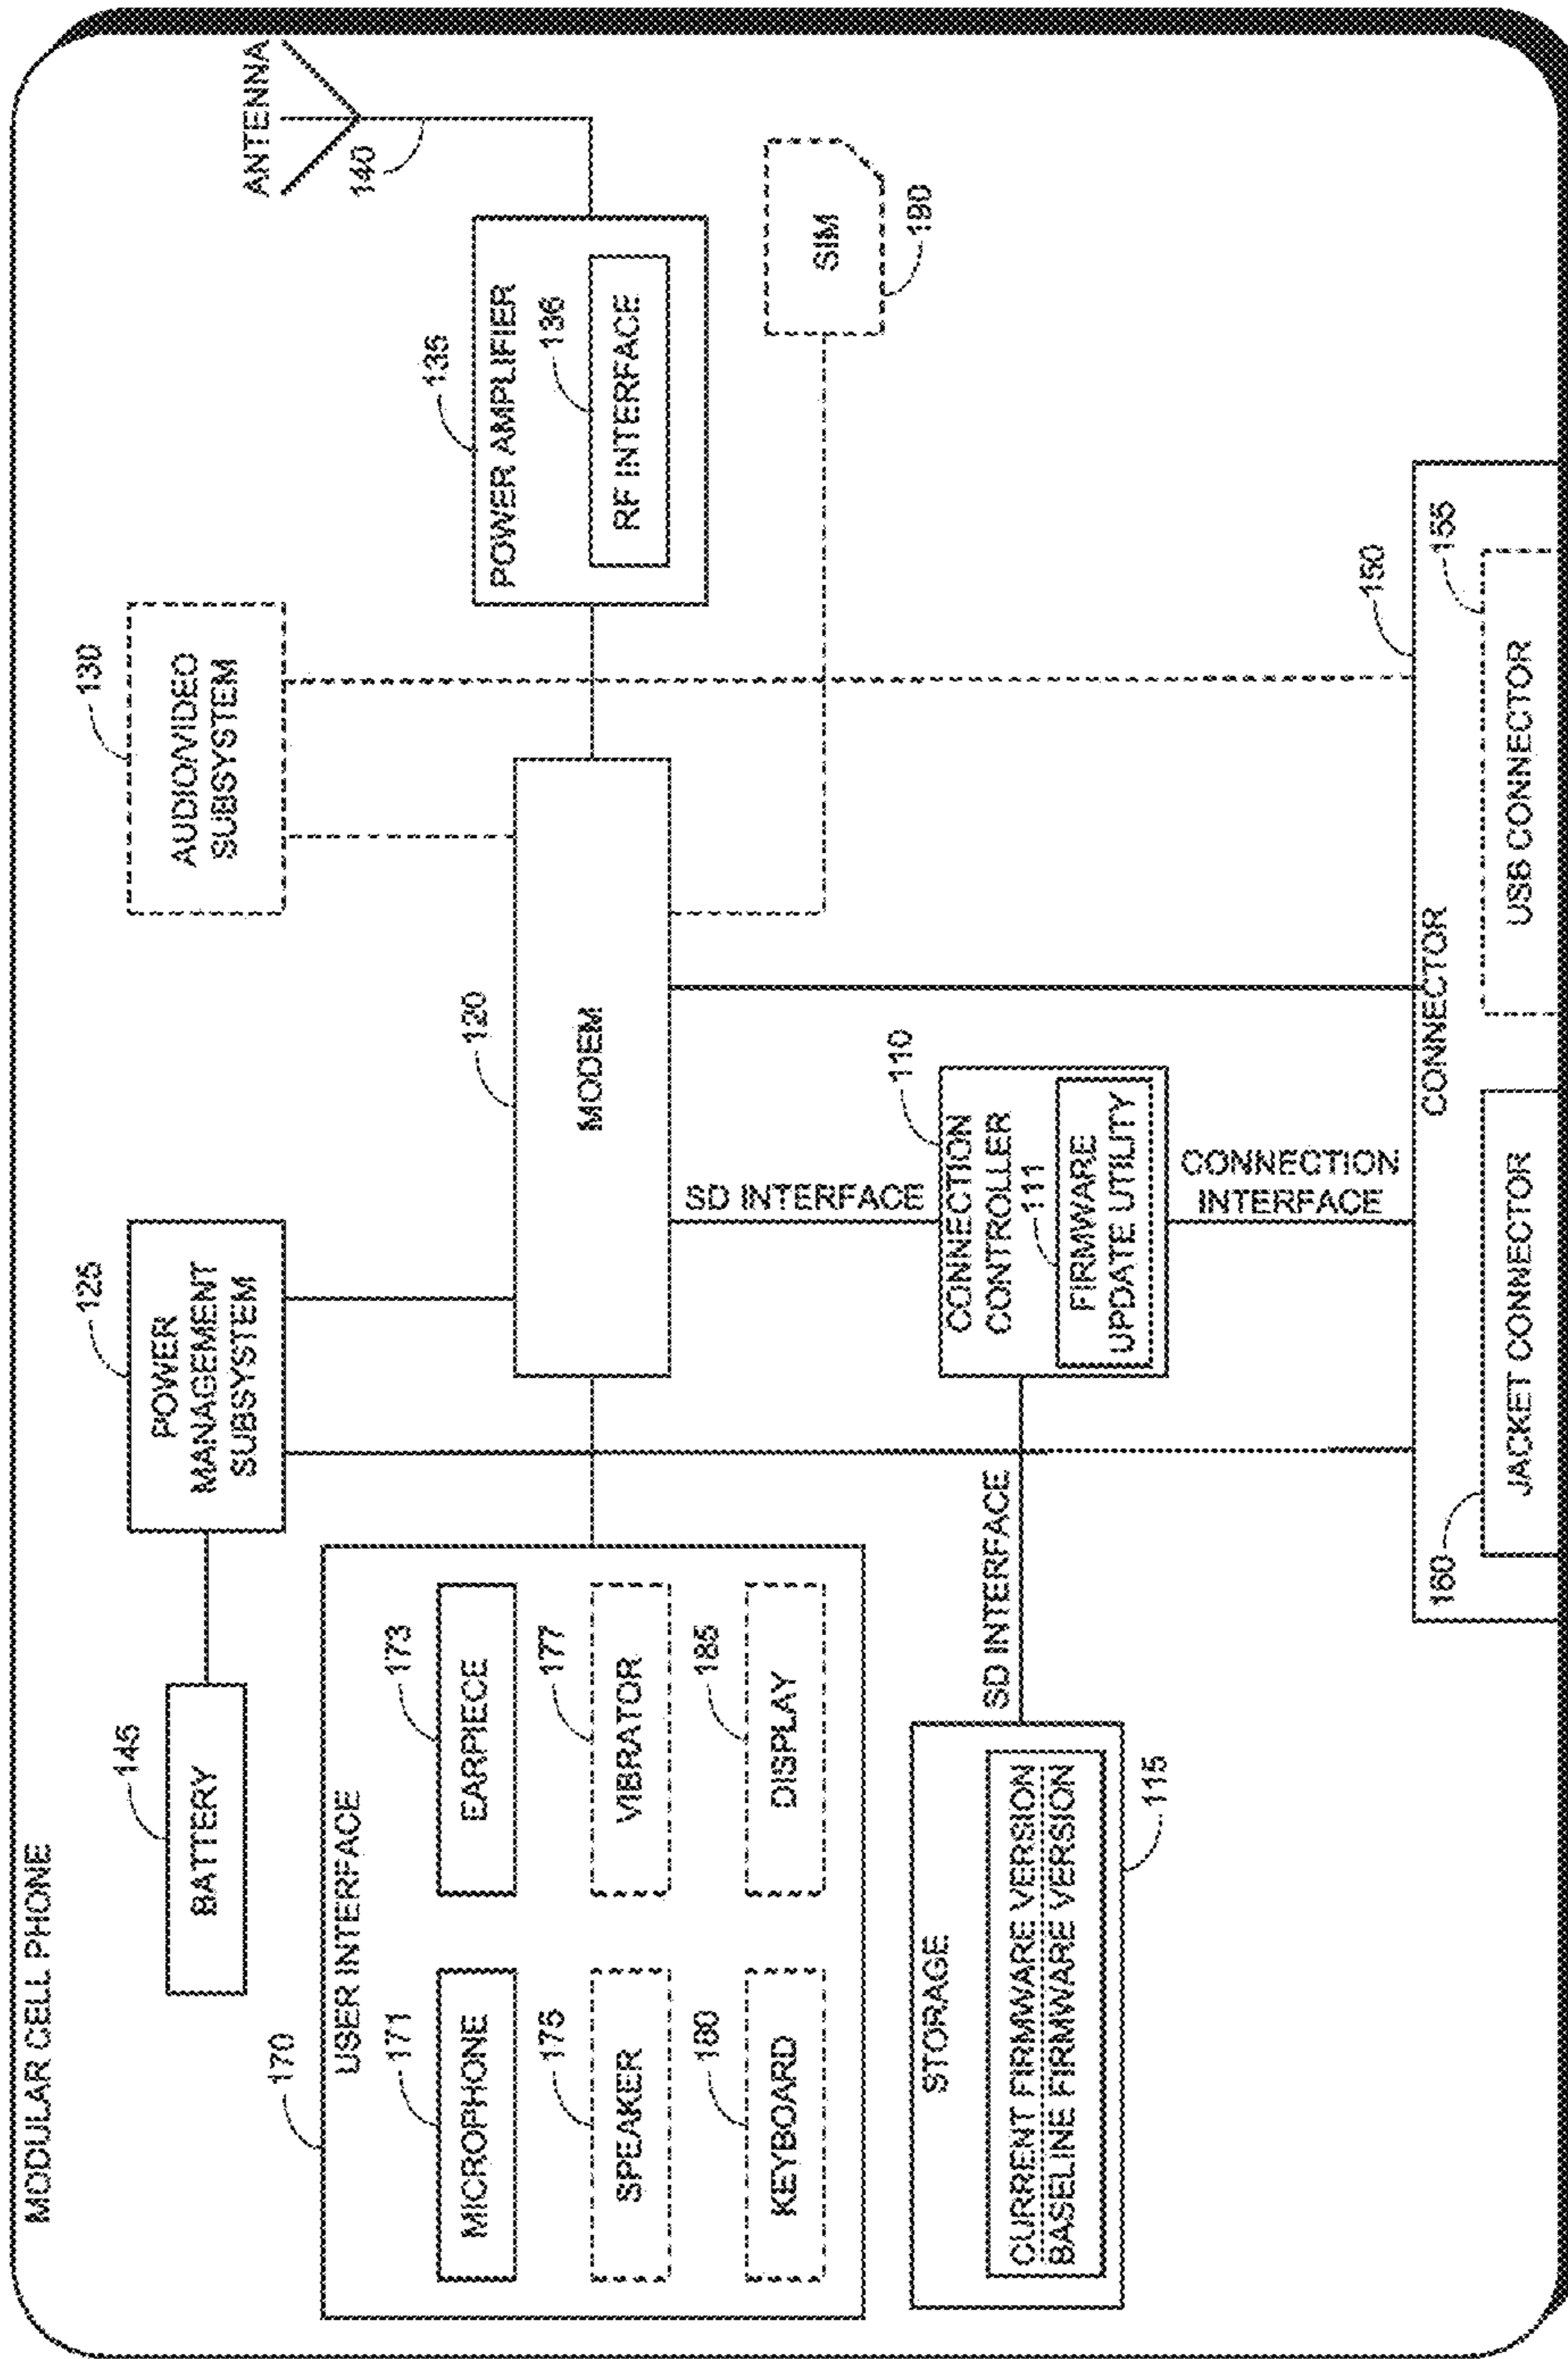 MODULAR CELL PHONE
145
BATTERY
125
POWER
MANAGEMENT
SUBSYSTEM
130
AUDIO/VIDEO
SUBSYSTEM
ANTENNA
140
170
USER INTERFACE
171
MICROPHONE
173
EARPIECE
175
SPEAKER
177
VIBRATOR
180
KEYBOARD
185
DISPLAY
120
MODEM
135
POWER AMPLIFIER
136
RF INTERFACE
SIM
190
SD INTERFACE
STORAGE
CURRENT FIRMWARE VERSION
BASELINE FIRMWARE VERSION
115
SD INTERFACE
110
CONNECTION
CONTROLLER
111
FIRMWARE
UPDATE UTILITY
CONNECTION
INTERFACE
150
CONNECTOR
160
JACKET CONNECTOR
155
USB CONNECTOR